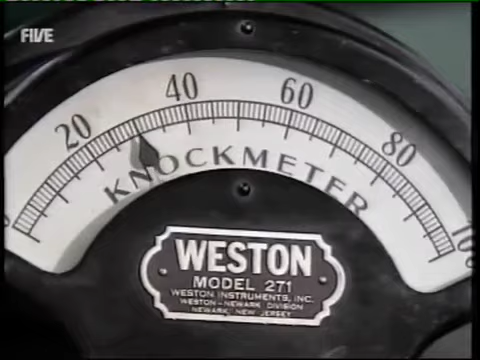 FIVE
20 40 60 80 100
KNOCKMETER
WESTON
MODEL 271
WESTON INSTRUMENTS, INC.
WESTON-NEWARK DIVISION
NEWARK, NEW JERSEY